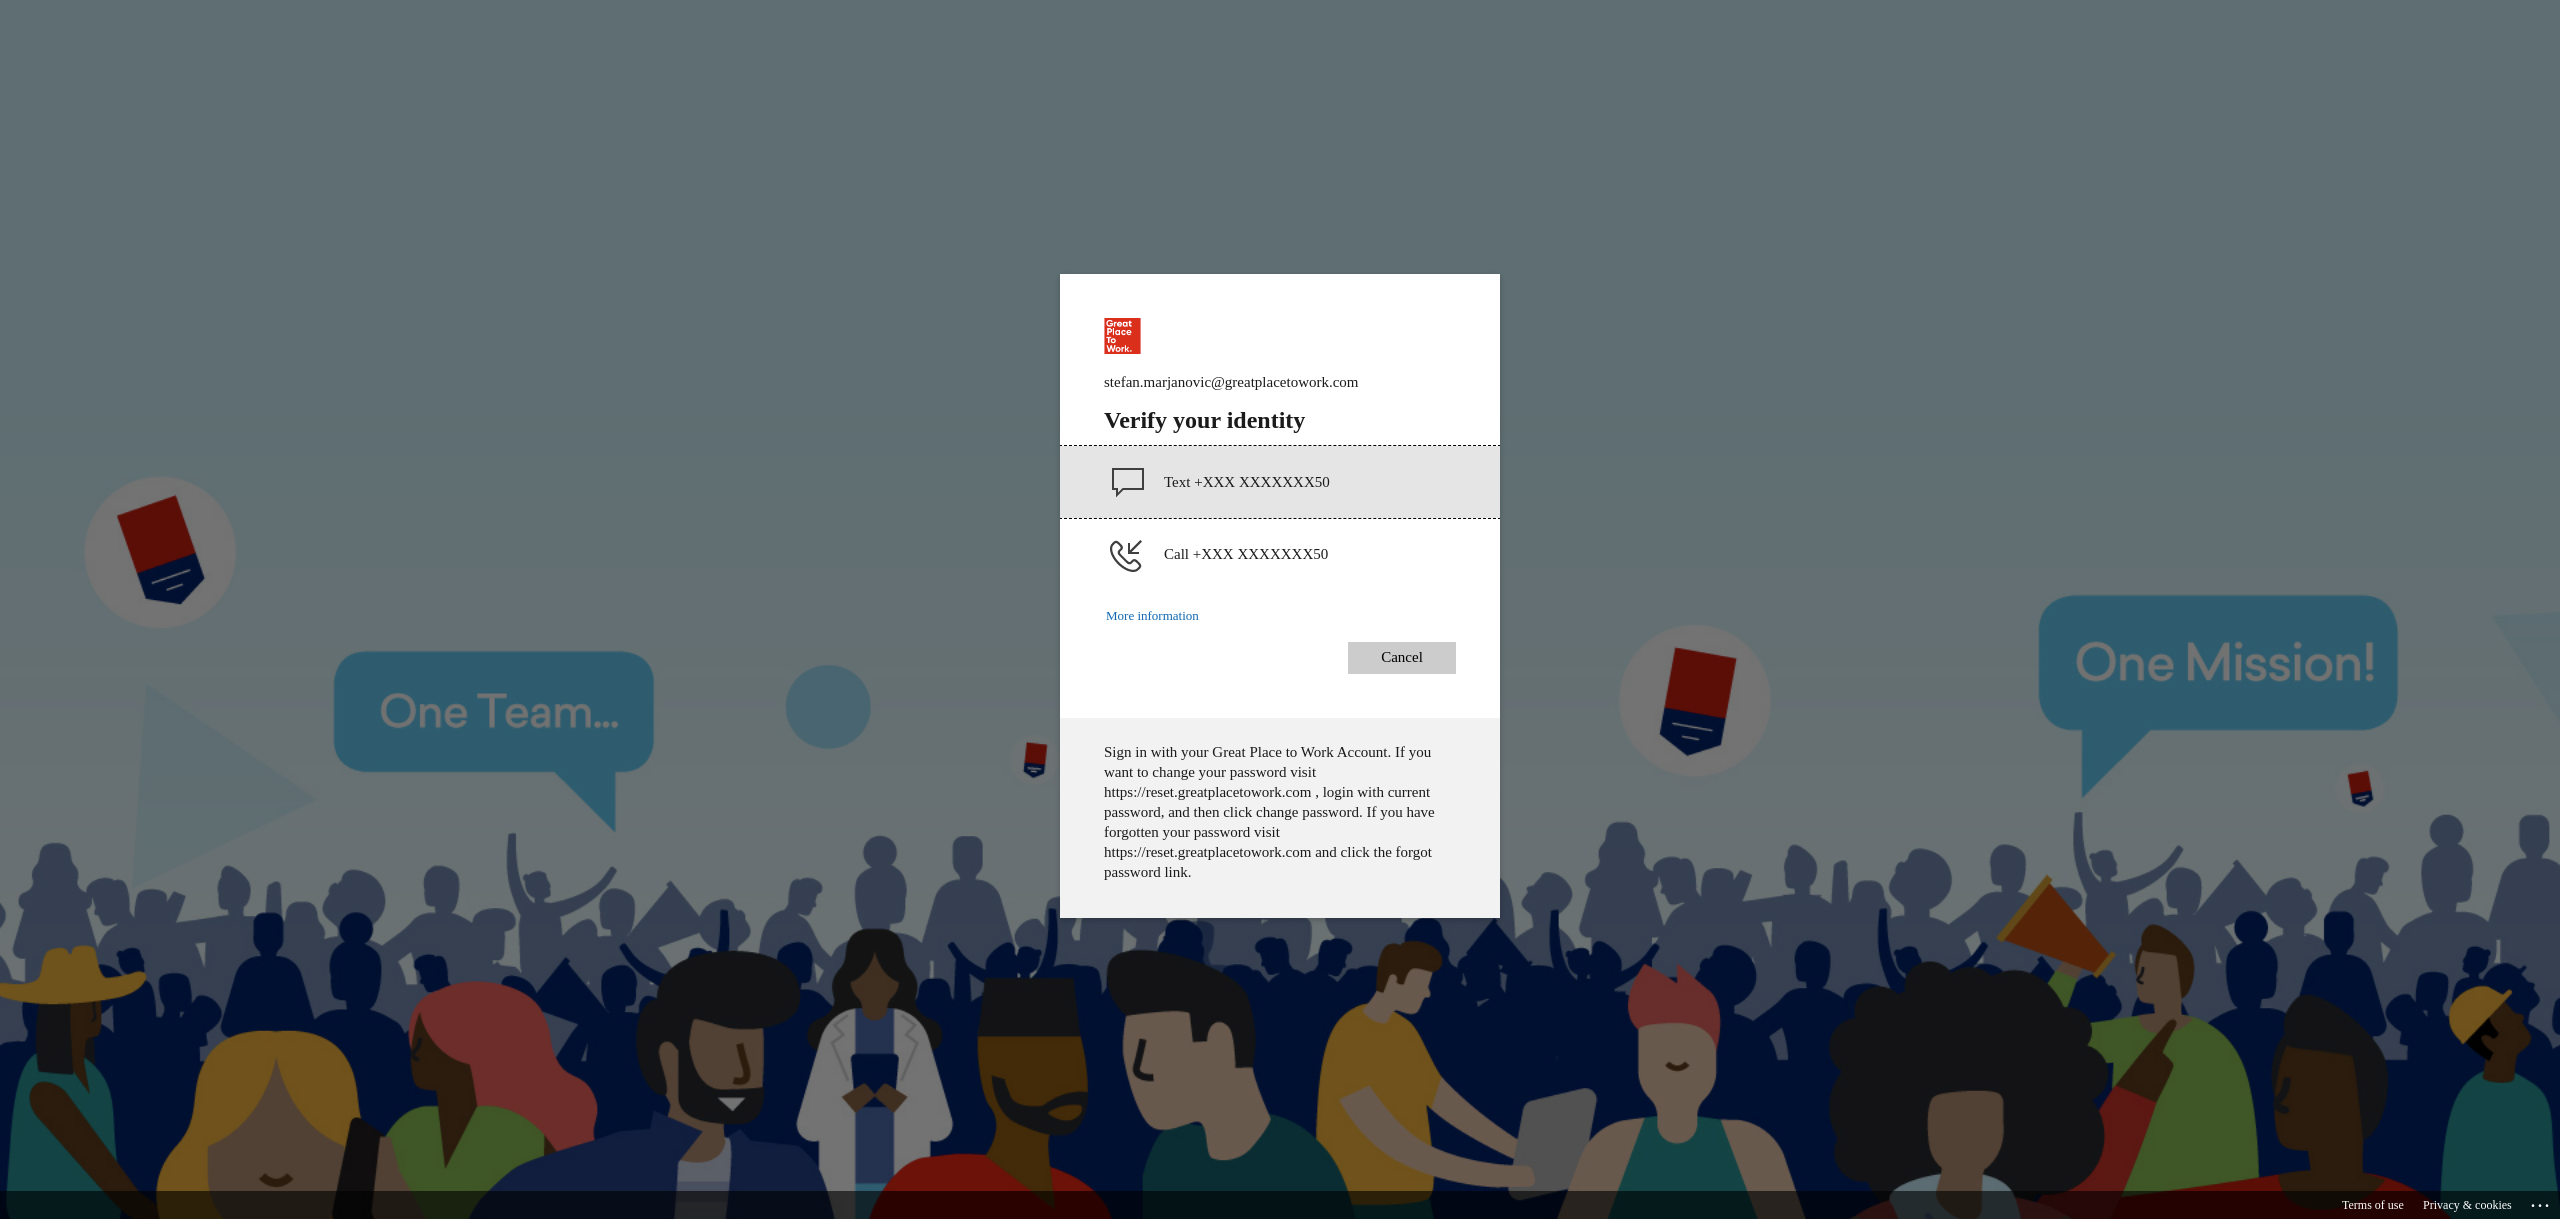 Great
Place
To
Work.
stefan.marjanovic@greatplacetowork.com
Verify your identity
Text +XXX XXXXXXX50
Call +XXX XXXXXXX50
More information
Cancel
One Team...
One Mission!
Sign in with your Great Place to Work Account. If you
want to change your password visit
https://reset.greatplacetowork.com , login with current
password, and then click change password. If you have
forgotten your password visit
https://reset.greatplacetowork.com and click the forgot
password link.
Terms of use
Privacy & cookies